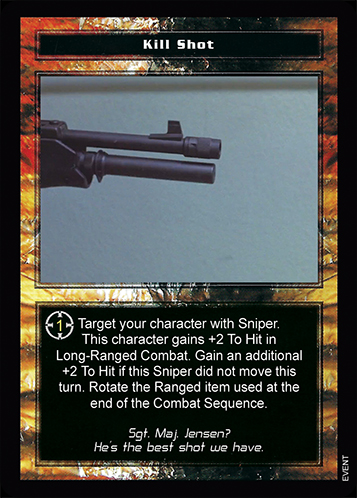 Kill Shot
1 Target your character with Sniper.
This character gains +2 To Hit in
Long-Ranged Combat. Gain an additional
+2 To Hit if this Sniper did not move this
turn. Rotate the Ranged item used at the
end of the Combat Sequence.
Sgt. Maj. Jensen?
He's the best shot we have.
EVENT